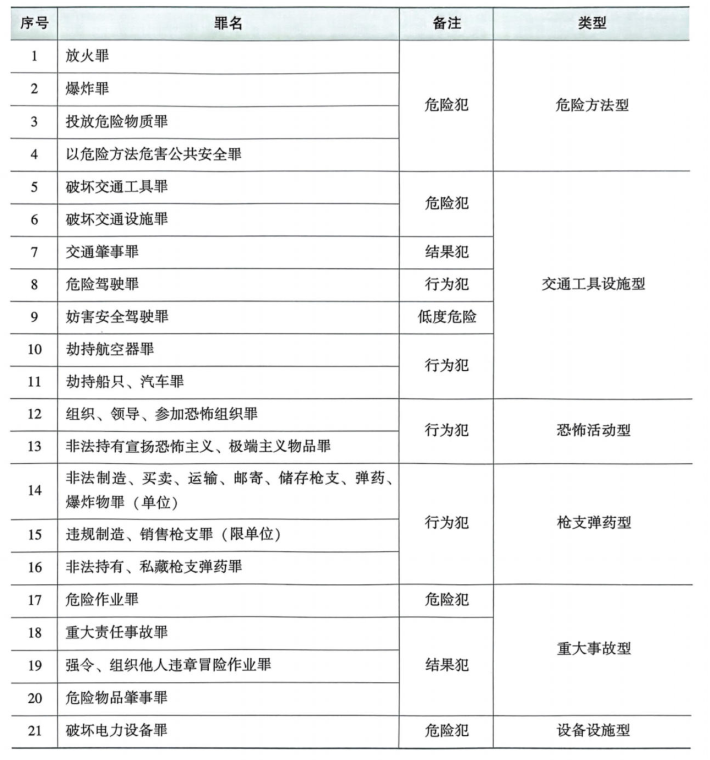 序号 罪名 备注 类型
1 放火罪
2 爆炸罪
危险犯 危险方法型
3 投放危险物质罪
4 以危险方法危害公共安全罪
5 破坏交通工具罪
危险犯
6 破坏交通设施罪
7 交通肇事罪 结果犯
8 危险驾驶罪 行为犯 交通工具设施型
9 妨害安全驾驶罪 低度危险
10 劫持航空器罪
行为犯
11 劫持船只、汽车罪
12 组织、领导、参加恐怖组织罪
行为犯 恐怖活动型
13 非法持有宣扬恐怖主义、极端主义物品罪
14 非法制造、买卖、运输、邮寄、储存枪支、弹药、
爆炸物罪（单位）
15 违规制造、销售枪支罪（限单位） 行为犯 枪支弹药型
16 非法持有、私藏枪支弹药罪
17 危险作业罪 危险犯
18 重大责任事故罪
重大事故型
19 强令、组织他人违章冒险作业罪 结果犯
20 危险物品肇事罪
21 破坏电力设备罪 危险犯 设备设施型